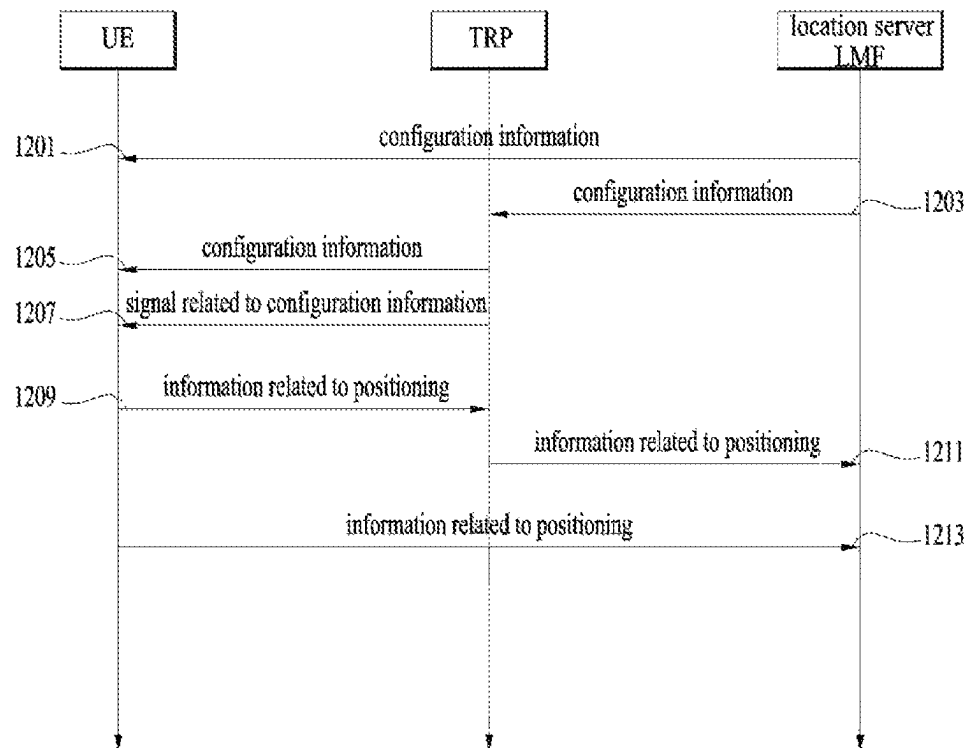 UE
TRP
location server
LMF
configuration information
1201
configuration information
1203
configuration information
1205
signal related to configuration information
1207
information related to positioning
1209
information related to positioning
1211
information related to positioning
1213